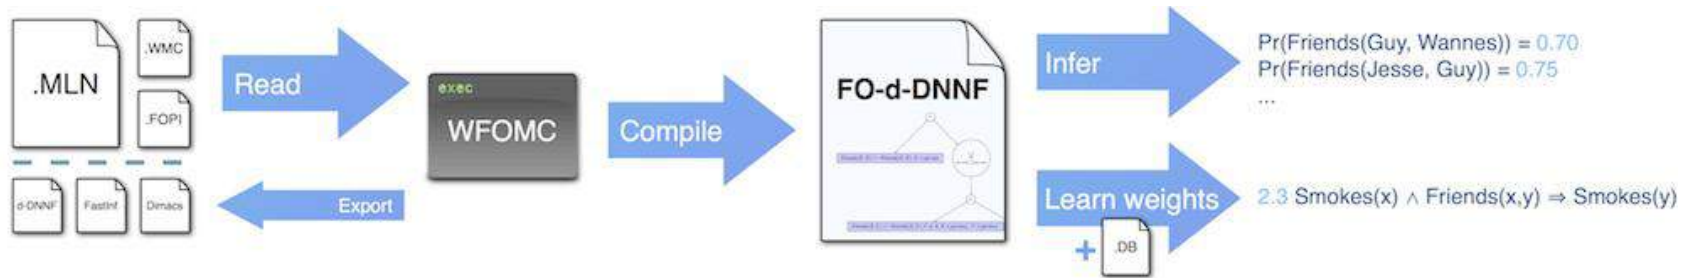 .MLN
.WMC
.FOPI
d-DNNF
FastInf
Dimacs
Read
Export
exec
WFOMC
Compile
FO-d-DNNF
Infer
Learn weights
+
.DB
Pr(Friends(Guy, Wannes)) = 0.70
Pr(Friends(Jesse, Guy)) = 0.75
...
2.3 Smokes(x) ∧ Friends(x,y) ⇒ Smokes(y)